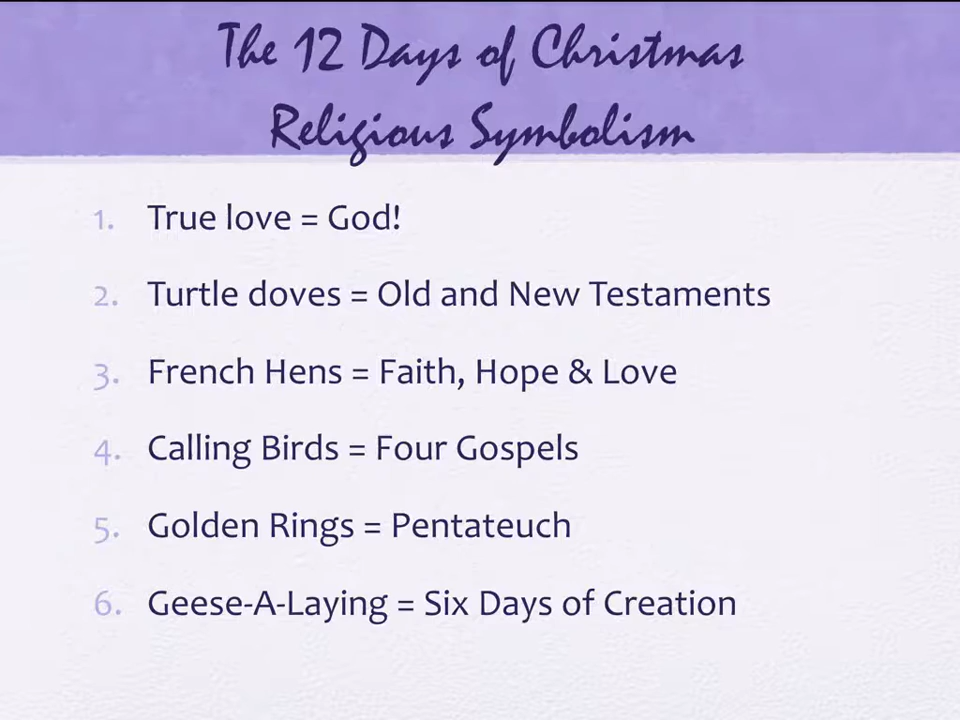 The 12 Days of Christmas
Religious Symbolism
1. True love = God!
2. Turtle doves = Old and New Testaments
3. French Hens = Faith, Hope & Love
4. Calling Birds = Four Gospels
5. Golden Rings = Pentateuch
6. Geese-A-Laying = Six Days of Creation